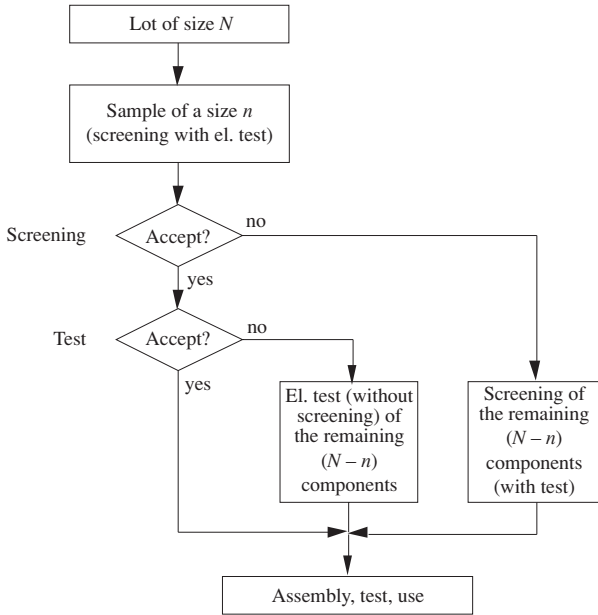 Lot of size N
Sample of a size n
(screening with el. test)
Screening
Accept?
no
yes
Test
Accept?
no
yes
El. test (without
screening) of
the remaining
(N – n)
components
Screening of
the remaining
(N – n)
components
(with test)
Assembly, test, use